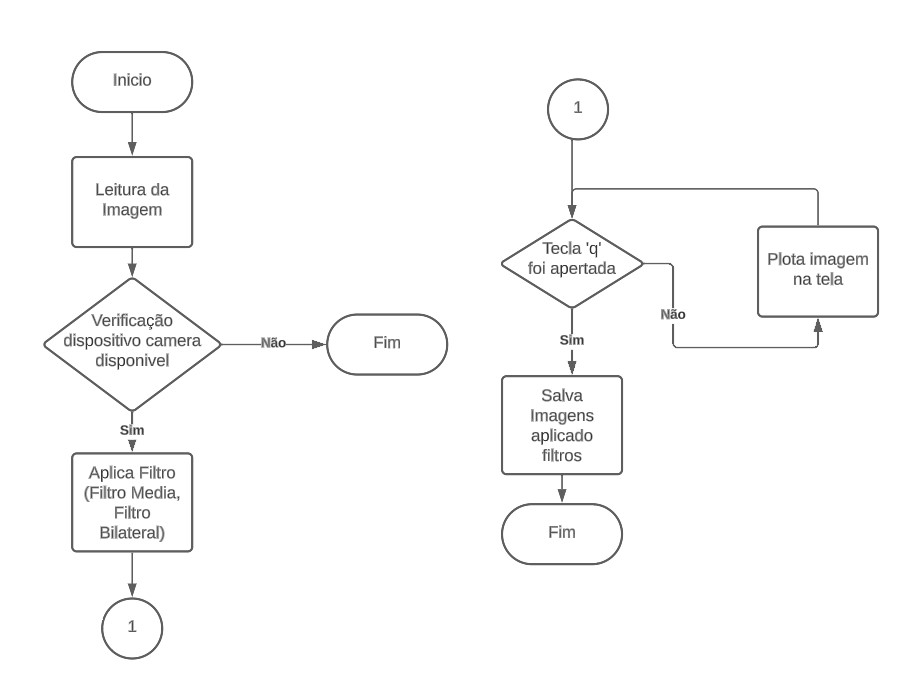 Inicio
Leitura da
Imagem
Verificação
dispositivo camera
disponivel
Não
Fim
Sim
Aplica Filtro
(Filtro Media,
Filtro
Bilateral)
1
1
Tecla 'q'
foi apertada
Não
Plota imagem
na tela
Sim
Salva
Imagens
aplicado
filtros
Fim